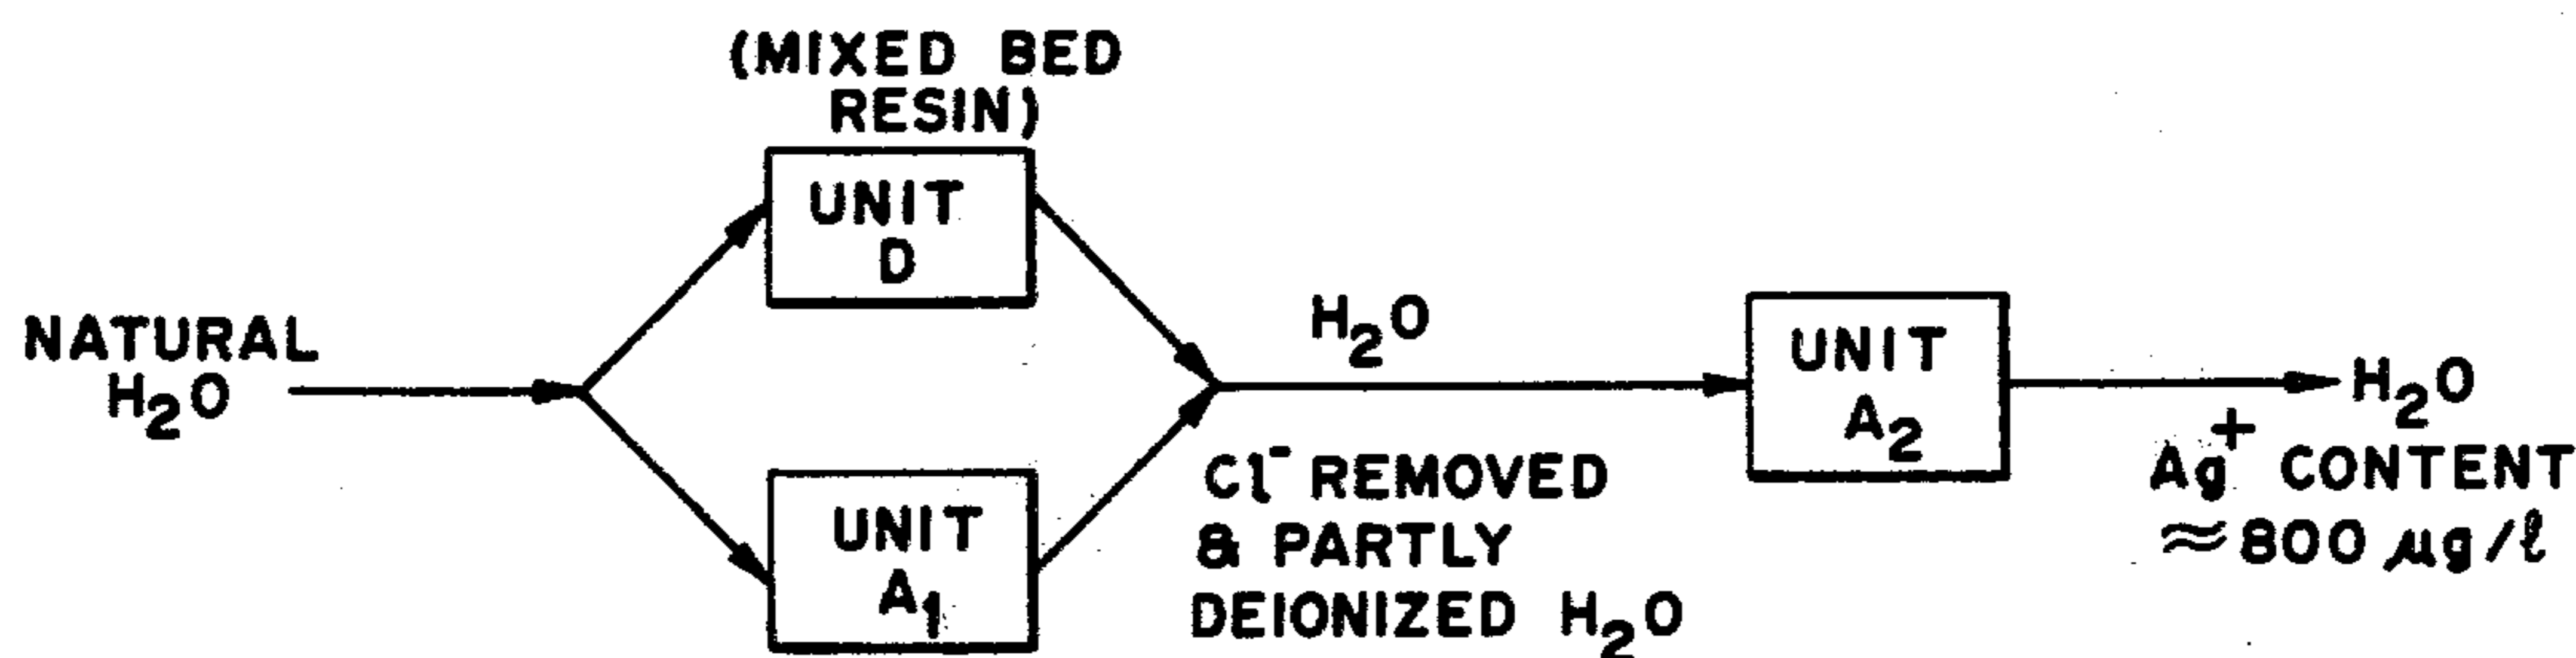 (MIXED BED
RESIN)
UNIT
D
NATURAL
H₂O
UNIT
A₁
H₂O
Cl⁻ REMOVED
& PARTLY
DEIONIZED H₂O
UNIT
A₂
H₂O
Ag⁺ CONTENT
≈800 µg/ℓ